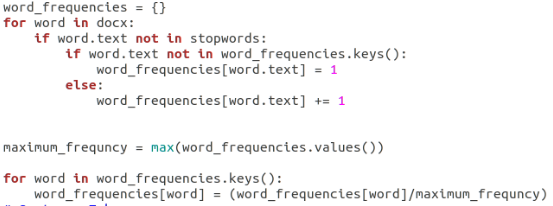 word_frequencies = {}
for word in docx:
    if word.text not in stopwords:
        if word.text not in word_frequencies.keys():
            word_frequencies[word.text] = 1
        else:
            word_frequencies[word.text] += 1
maximum_frequncy = max(word_frequencies.values())
for word in word_frequencies.keys():
    word_frequencies[word] = (word_frequencies[word]/maximum_frequncy)